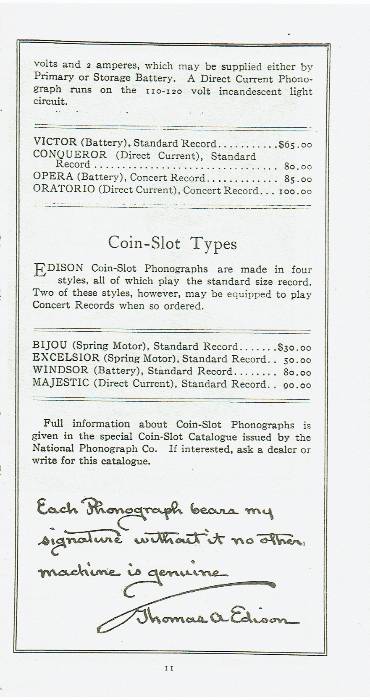 volts and 2 amperes, which may be supplied either by
Primary or Storage Battery. A Direct Current Phono-
graph runs on the 110-120 volt incandescent light
circuit.
VICTOR (Battery), Standard Record...........$65.00
CONQUEROR (Direct Current), Standard
Record.................................. 80.00
OPERA (Battery), Concert Record............. 85.00
ORATORIO (Direct Current), Concert Record... 100.00
Coin-Slot Types
EDISON Coin-Slot Phonographs are made in four
styles, all of which play the standard size record.
Two of these styles, however, may be equipped to play
Concert Records when so ordered.
BIJOU (Spring Motor), Standard Record.......$30.00
EXCELSIOR (Spring Motor), Standard Record.. 50.00
WINDSOR (Battery), Standard Record........ 80.00
MAJESTIC (Direct Current), Standard Record.. 90.00
Full information about Coin-Slot Phonographs is
given in the special Coin-Slot Catalogue issued by the
National Phonograph Co. If interested, ask a dealer or
write for this catalogue.
Each Phonograph bears my
signature without it no other
machine is genuine
Thomas A Edison
11